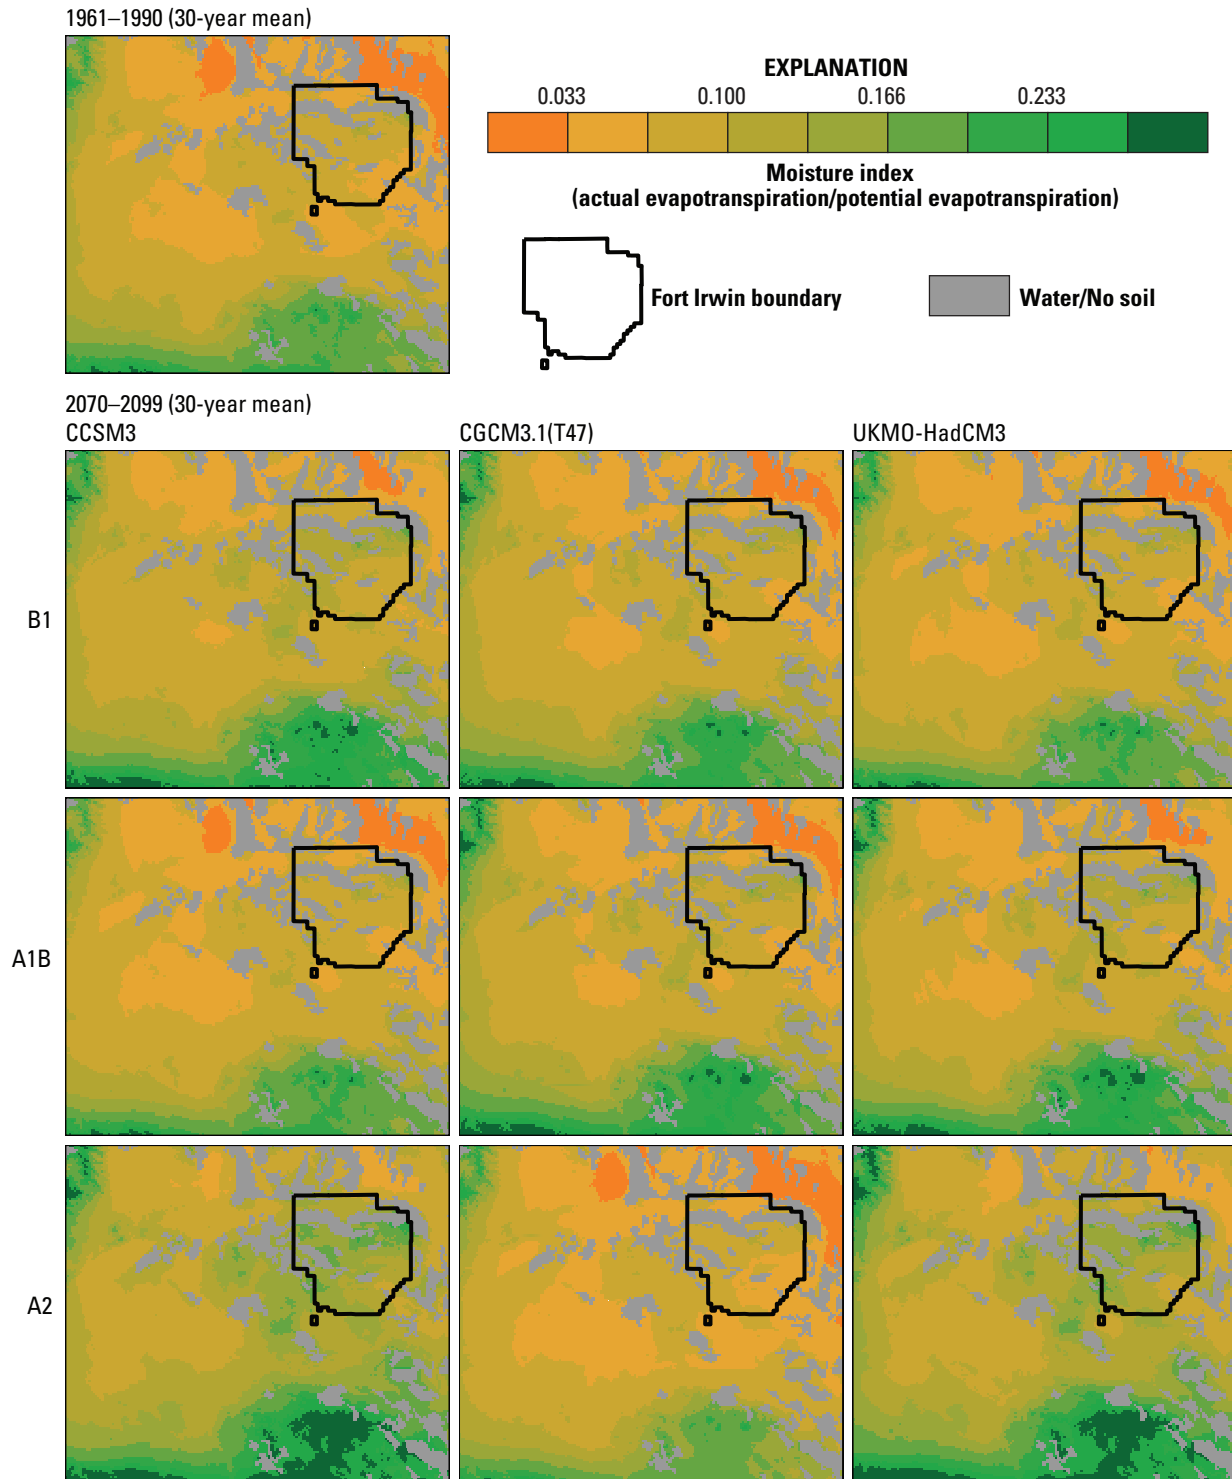 1961–1990 (30-year mean)
EXPLANATION
0.033 0.100 0.166 0.233
Moisture index
(actual evapotranspiration/potential evapotranspiration)
Fort Irwin boundary
Water/No soil
2070–2099 (30-year mean)
CCSM3 CGCM3.1(T47) UKMO-HadCM3
B1
A1B
A2